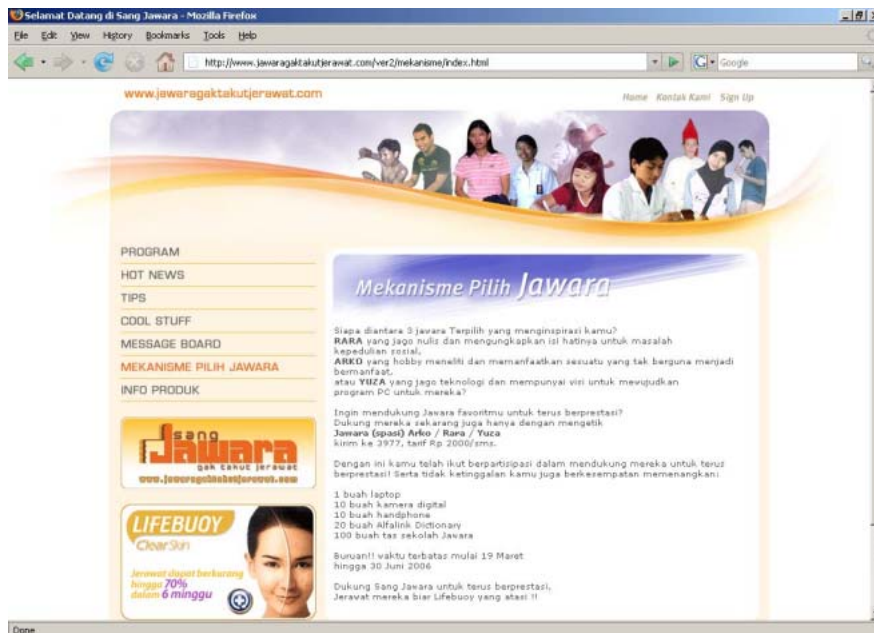 Selamat Datang di Sang Jawara - Mozilla Firefox
File Edit View History Bookmarks Tools Help
http://www.jawaragaktakutjerawat.com/ver2/mekanisme/index.html
Google
www.jawaragaktakutjerawat.com
Home Kontak Kami Sign Up
PROGRAM
HOT NEWS
TIPS
COOL STUFF
MESSAGE BOARD
MEKANISME PILIH JAWARA
INFO PRODUK
sang
Jawara
gak takut jerawat
www.jawaragaktakutjerawat.com
LIFEBUOY
ClearSkin
Jerawat dapat berkurang
hingga 70%
dalam 6 minggu
Mekanisme Pilih Jawara
Siapa diantara 3 jawara Terpilih yang menginspirasi kamu?
RARA yang jago nulis dan mengungkapkan isi hatinya untuk masalah
kepedulian sosial,
ARKO yang hobby meneliti dan memanfaatkan sesuatu yang tak berguna menjadi
bermanfaat,
atau YUZA yang jago teknologi dan mempunyai visi untuk mewujudkan
program PC untuk mereka?
Ingin mendukung Jawara favoritmu untuk terus berprestasi?
Dukung mereka sekarang juga hanya dengan mengetik
Jawara (spasi) Arko / Rara / Yuza
kirim ke 3977, tarif Rp.2000/sms.
Dengan ini kamu telah ikut berpartisipasi dalam mendukung mereka untuk terus
berprestasi! Serta tidak ketinggalan kamu juga berkesempatan memenangkan:
1 buah laptop
10 buah kamera digital
10 buah handphone
20 buah Alfalink Dictionary
100 buah tas sekolah Jawara
Buruan!! waktu terbatas mulai 19 Maret
hingga 30 Juni 2006
Dukung Sang Jawara untuk terus berprestasi,
Jerawat mereka biar Lifebuoy yang atasi !!
Done